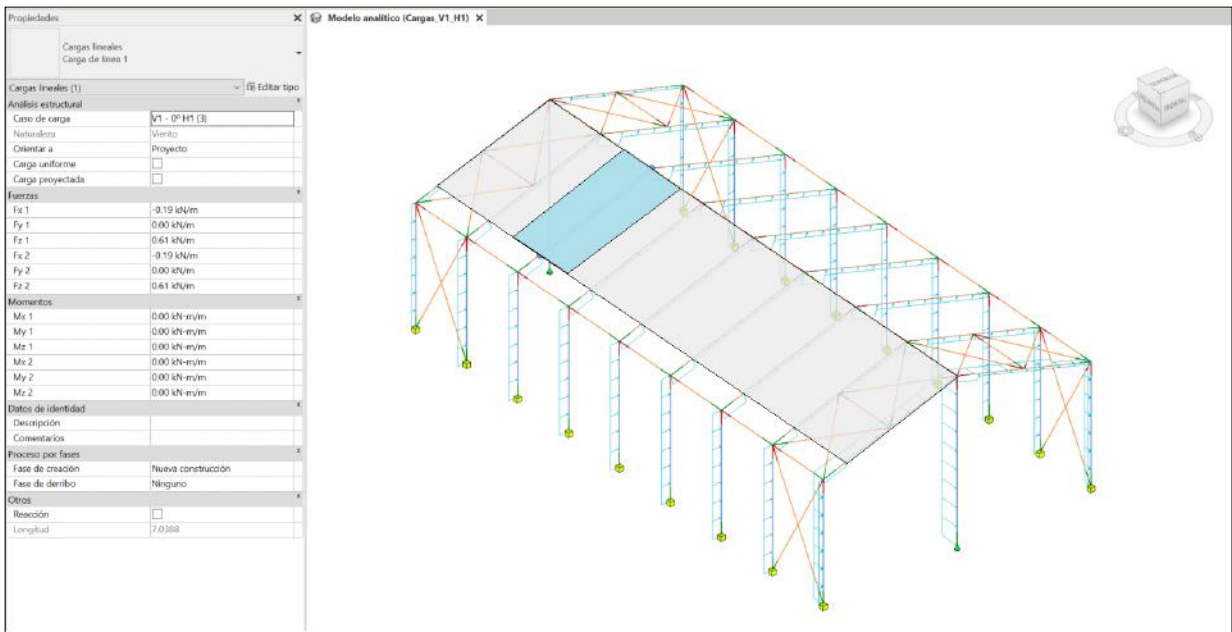 Propiedades
Modelo analítico (Cargas_V1_H1)
Cargas lineales
Carga de línea 1
Cargas lineales (1) Editar tipo
Análisis estructural
Caso de carga V1 - 0º H1 (3)
Naturaleza Viento
Orientar a Proyecto
Carga uniforme
Carga proyectada
Fuerzas
Fx 1 -0.19 kN/m
Fy 1 0.00 kN/m
Fz 1 0.61 kN/m
Fx 2 -0.19 kN/m
Fy 2 0.00 kN/m
Fz 2 0.61 kN/m
Momentos
Mx 1 0.00 kN-m/m
My 1 0.00 kN-m/m
Mz 1 0.00 kN-m/m
Mx 2 0.00 kN-m/m
My 2 0.00 kN-m/m
Mz 2 0.00 kN-m/m
Datos de identidad
Descripción
Comentarios
Proceso por fases
Fase de creación Nueva construcción
Fase de derribo Ninguno
Otros
Reacción
Longitud 7.0388